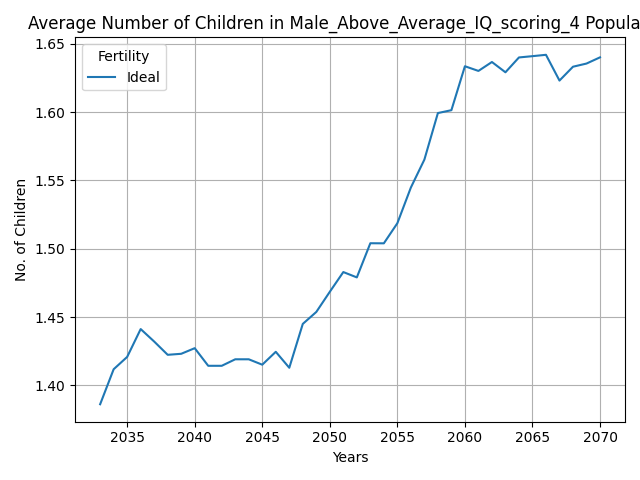 Average Number of Children in Male_Above_Average_IQ_scoring_4 Popula
1.65
Fertility
Ideal
1.60
1.55
1.50
1.45
1.40
No. of Children
2035 2040 2045 2050 2055 2060 2065 2070
Years